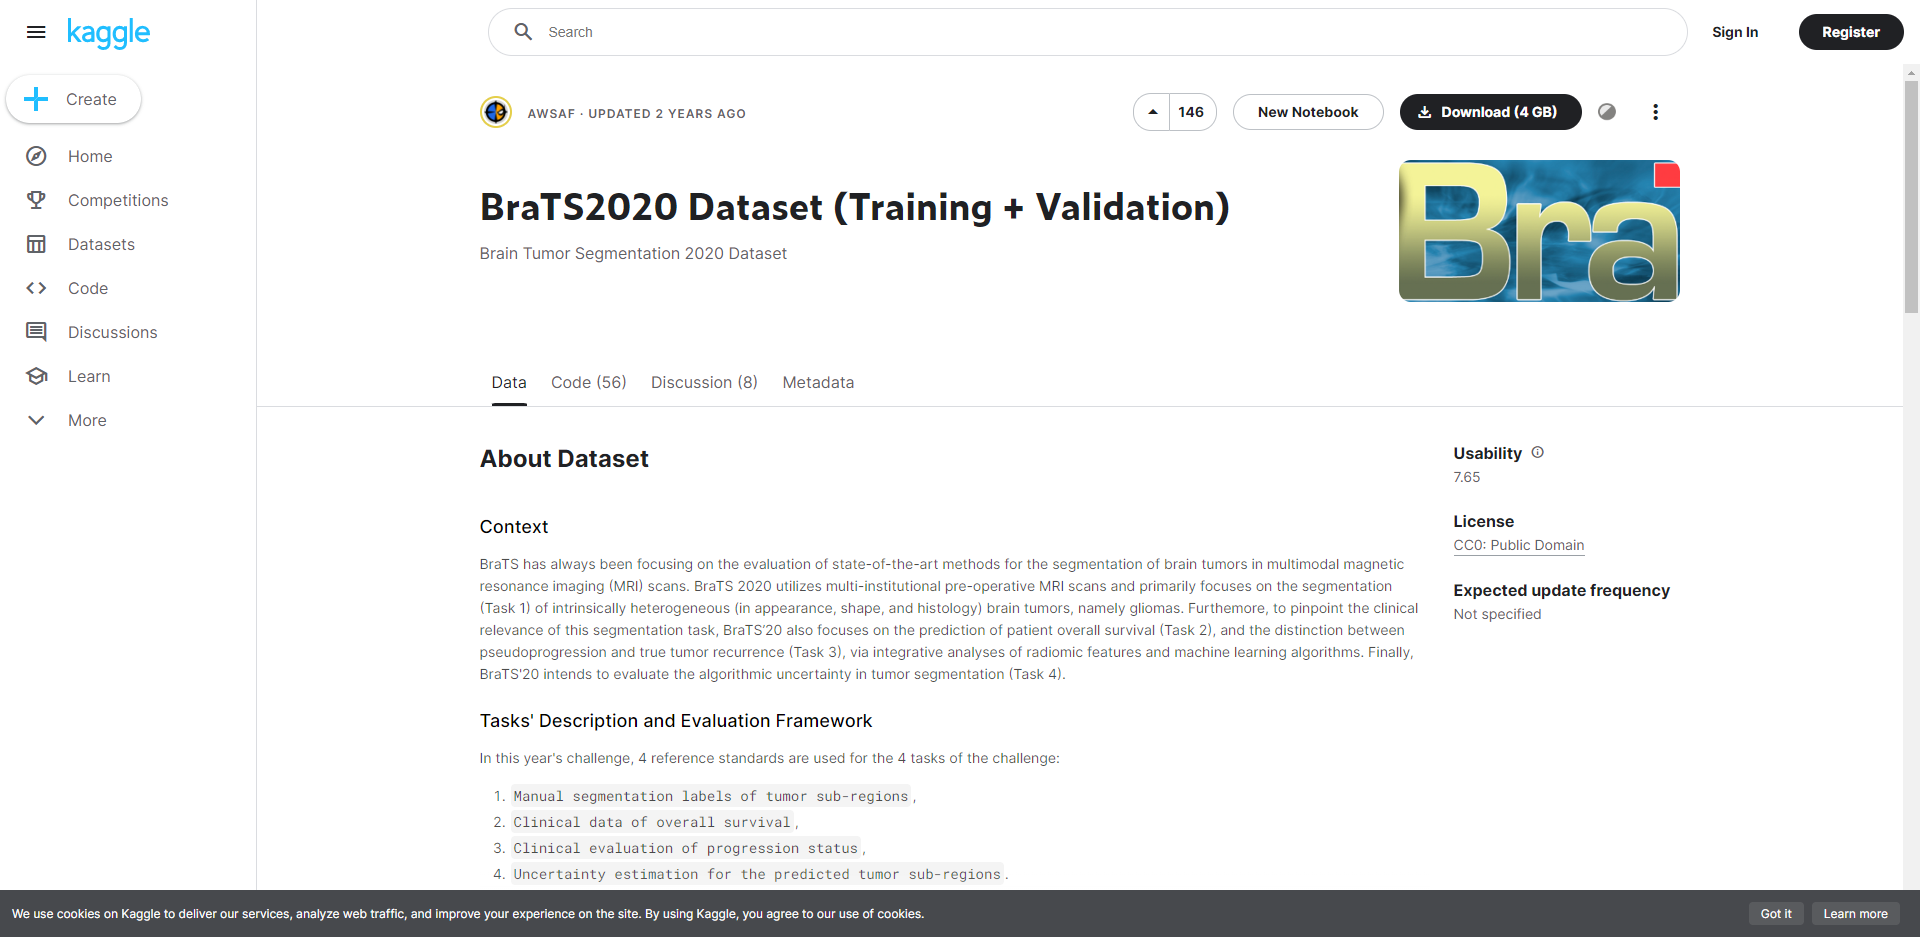 kaggle
Search
Sign In
Register
Create
Home
Competitions
Datasets
Code
Discussions
Learn
More
AWSAF · UPDATED 2 YEARS AGO
146
New Notebook
Download (4 GB)
BraTS2020 Dataset (Training + Validation)
Brain Tumor Segmentation 2020 Dataset
Bra
Data
Code (56)
Discussion (8)
Metadata
About Dataset
Context
BraTS has always been focusing on the evaluation of state-of-the-art methods for the segmentation of brain tumors in multimodal magnetic
resonance imaging (MRI) scans. BraTS 2020 utilizes multi-institutional pre-operative MRI scans and primarily focuses on the segmentation
(Task 1) of intrinsically heterogeneous (in appearance, shape, and histology) brain tumors, namely gliomas. Furthemore, to pinpoint the clinical
relevance of this segmentation task, BraTS’20 also focuses on the prediction of patient overall survival (Task 2), and the distinction between
pseudoprogression and true tumor recurrence (Task 3), via integrative analyses of radiomic features and machine learning algorithms. Finally,
BraTS'20 intends to evaluate the algorithmic uncertainty in tumor segmentation (Task 4).
Tasks' Description and Evaluation Framework
In this year's challenge, 4 reference standards are used for the 4 tasks of the challenge:
1. Manual segmentation labels of tumor sub-regions,
2. Clinical data of overall survival,
3. Clinical evaluation of progression status,
4. Uncertainty estimation for the predicted tumor sub-regions.
Usability
7.65
License
CC0: Public Domain
Expected update frequency
Not specified
We use cookies on Kaggle to deliver our services, analyze web traffic, and improve your experience on the site. By using Kaggle, you agree to our use of cookies.
Got it
Learn more